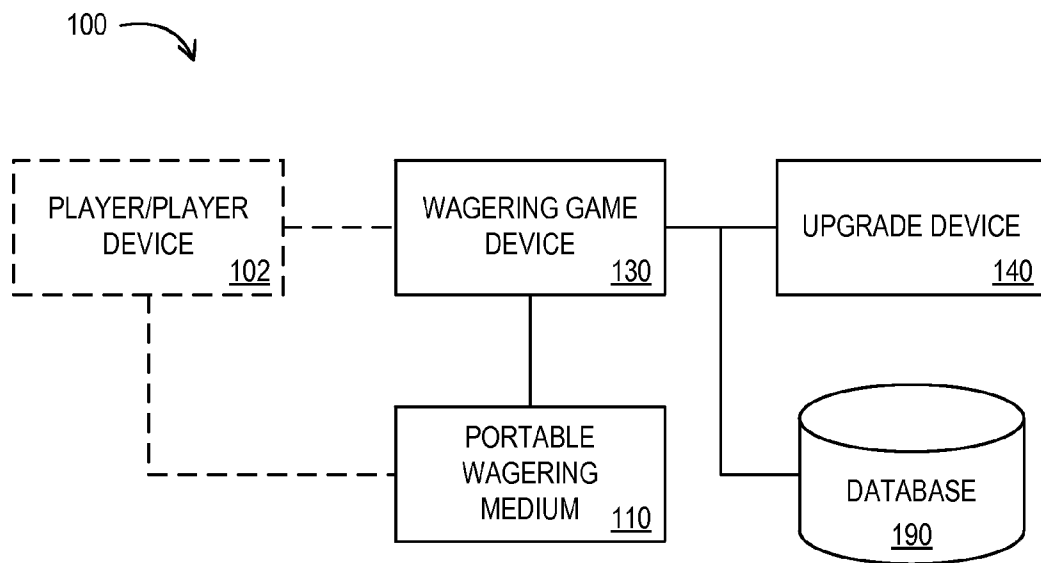 100
PLAYER/PLAYER
DEVICE
102
WAGERING GAME
DEVICE
130
UPGRADE DEVICE
140
PORTABLE
WAGERING
MEDIUM
110
DATABASE
190